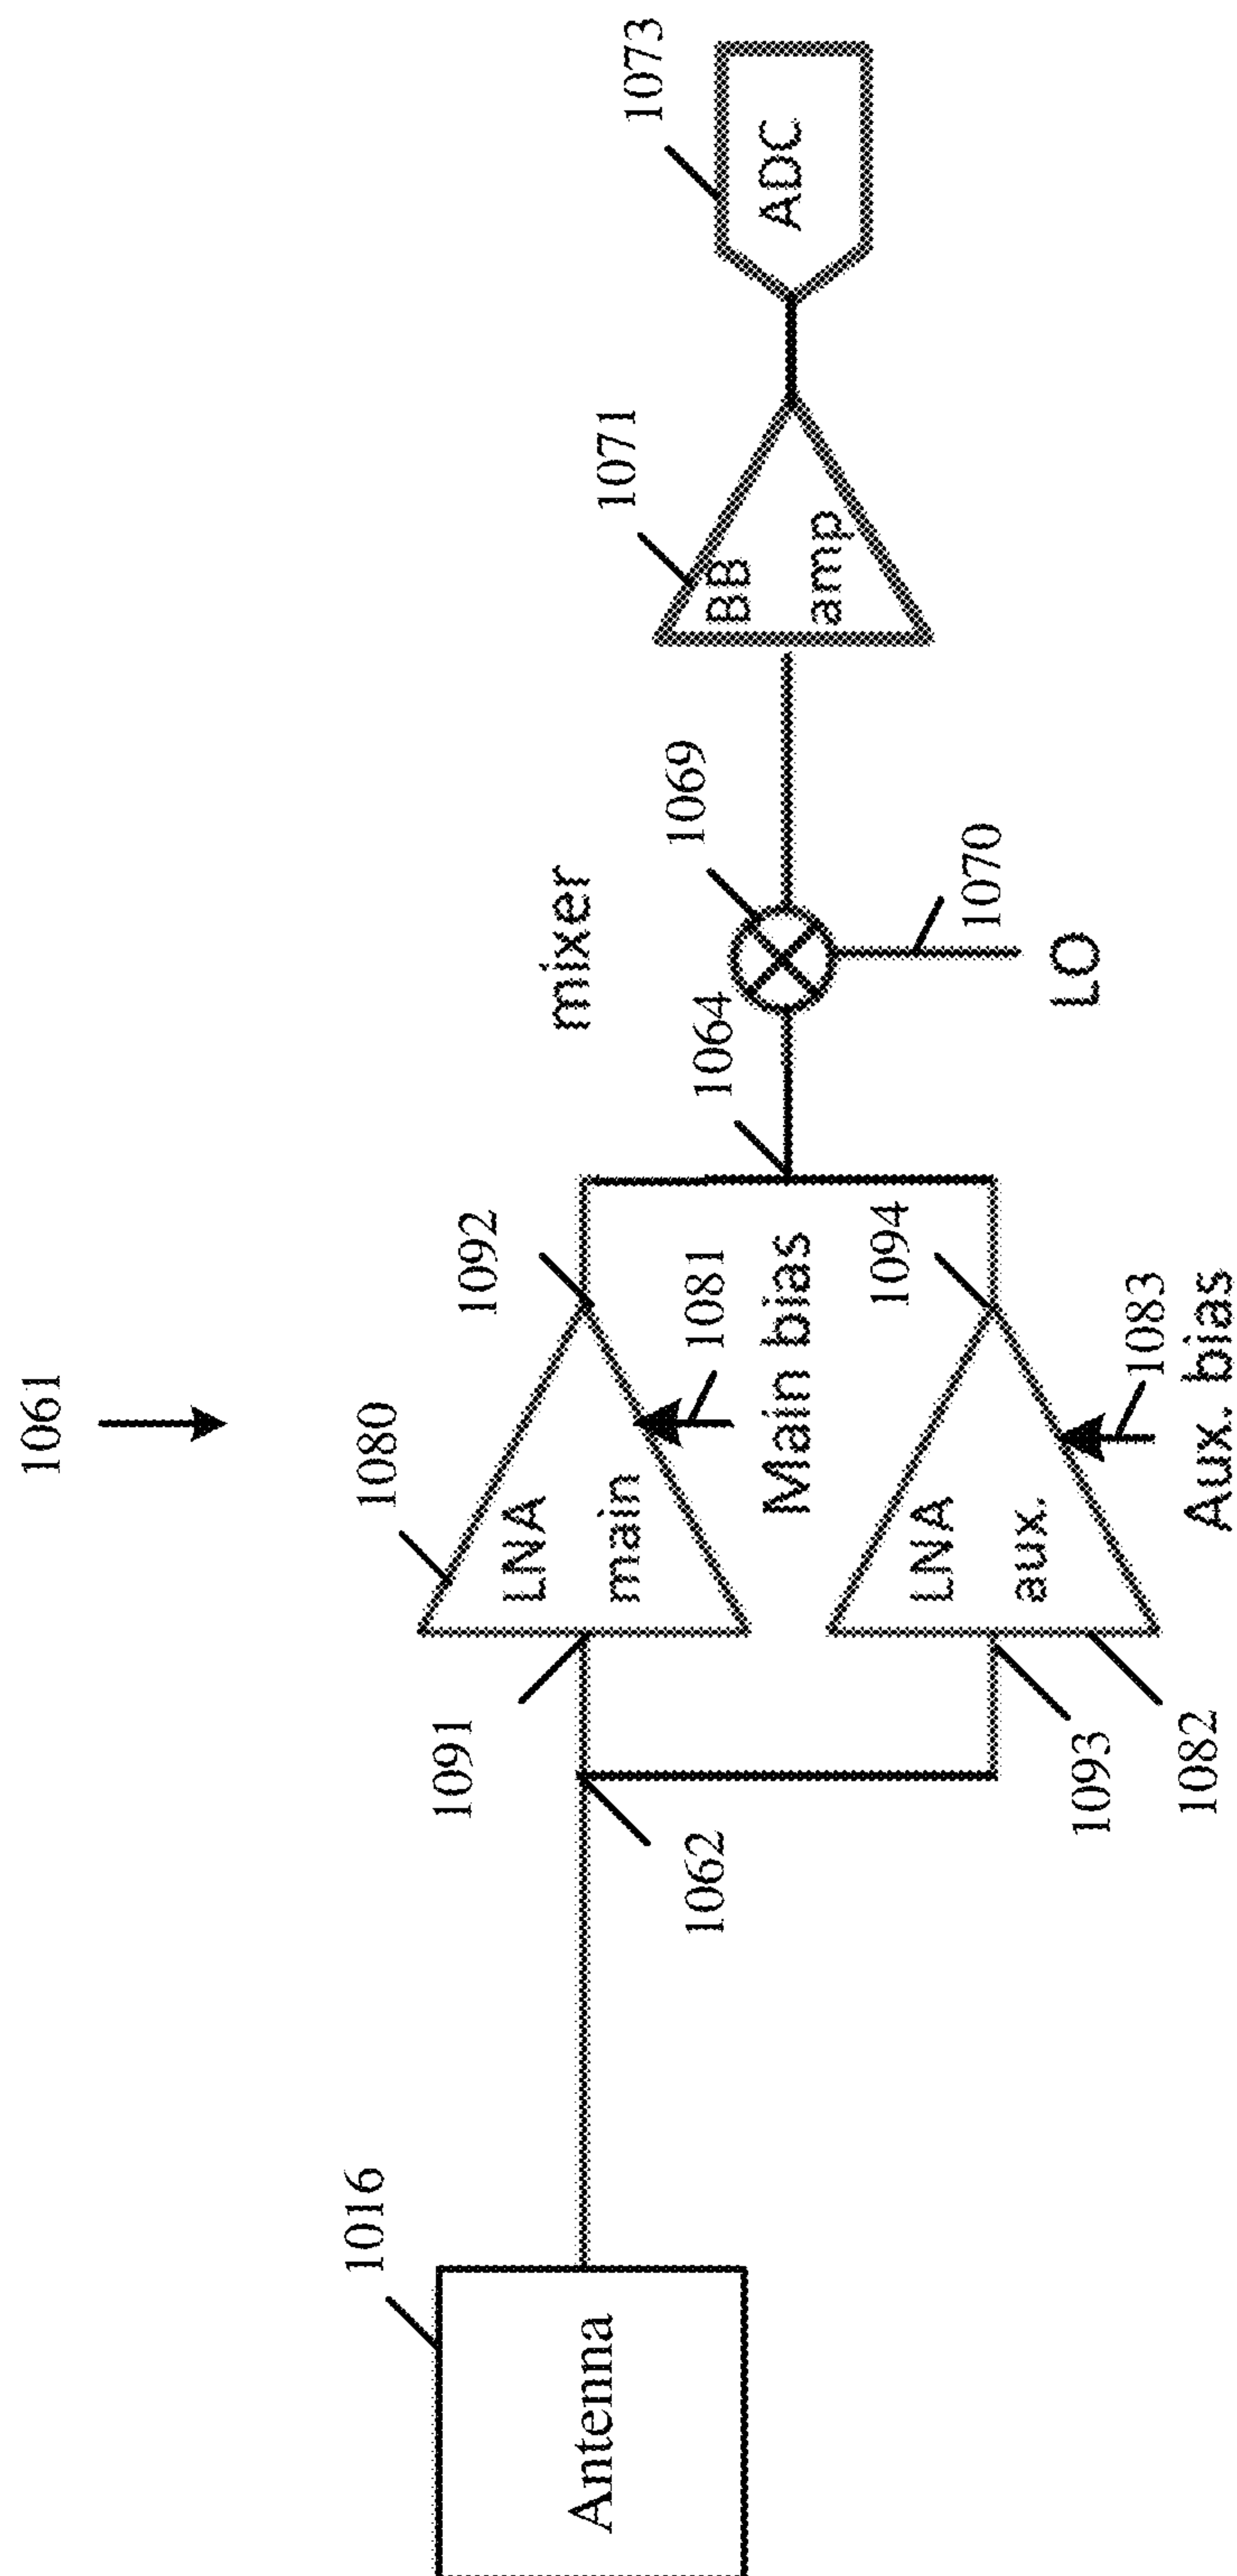 1061
1016
Antenna
1062
1091
1080
LNA
main
1092
1081
Main bias
1093
1082
LNA
aux.
1094
1083
Aux. bias
1064
mixer
1069
1070
LO
1071
BB
amp
1073
ADC